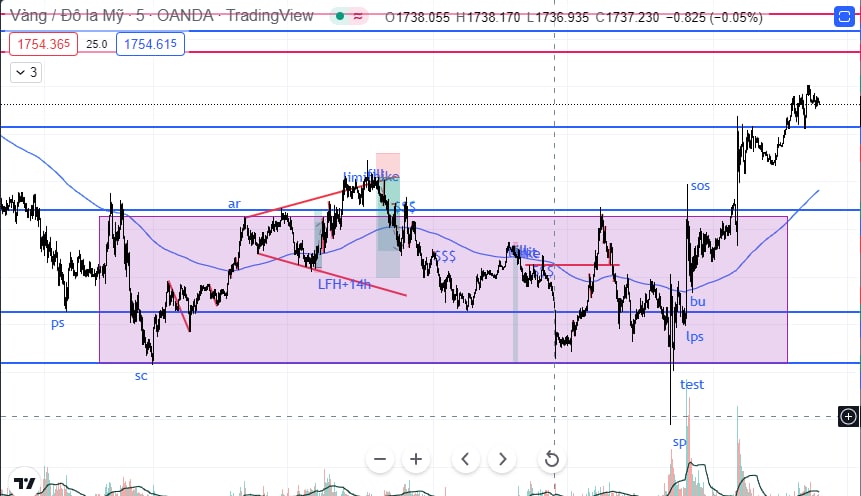 Vàng / Đô la Mỹ · 5 · OANDA · TradingView ≈ O1738.055 H1738.170 L1736.935 C1737.230 −0.825 (−0.05%)
1754.365 25.0 1754.615
3
sos
ar
$$$
$$$
LFH+14h
bu
ps
lps
sc
test
sp